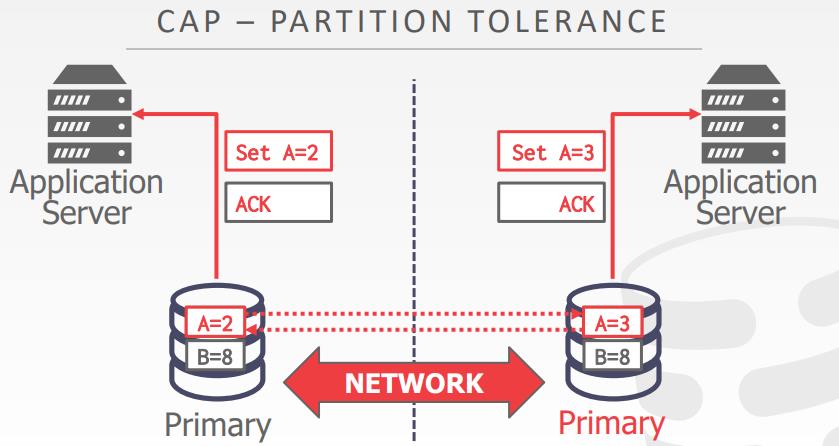 CAP – PARTITION TOLERANCE
Set A=2
ACK
Application
Server
Set A=3
ACK
Application
Server
A=2
B=8
A=3
B=8
NETWORK
Primary
Primary